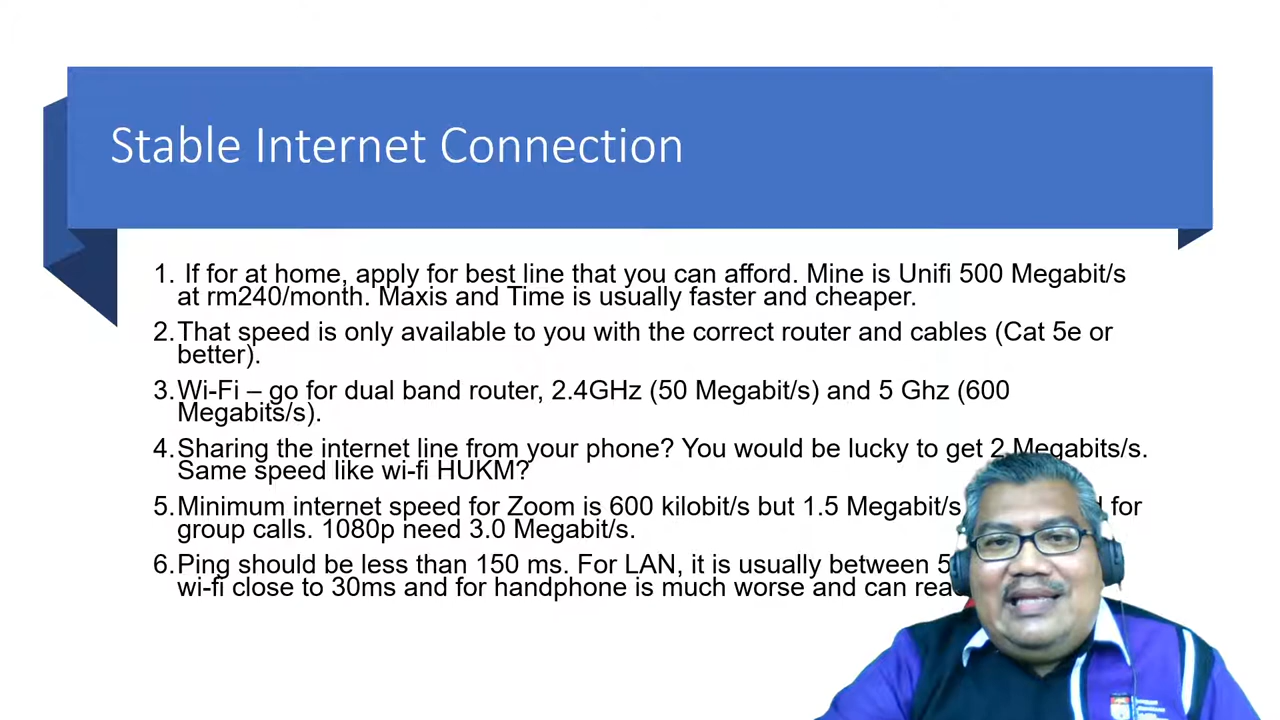 Stable Internet Connection
1. If for at home, apply for best line that you can afford. Mine is Unifi 500 Megabit/s
at rm240/month. Maxis and Time is usually faster and cheaper.
2. That speed is only available to you with the correct router and cables (Cat 5e or
better).
3. Wi-Fi – go for dual band router, 2.4GHz (50 Megabit/s) and 5 Ghz (600
Megabits/s).
4. Sharing the internet line from your phone? You would be lucky to get 2 Megabits/s.
Same speed like wi-fi HUKM?
5. Minimum internet speed for Zoom is 600 kilobit/s but 1.5 Megabit/s for
group calls. 1080p need 3.0 Megabit/s.
6. Ping should be less than 150 ms. For LAN, it is usually between 5
wi-fi close to 30ms and for handphone is much worse and can